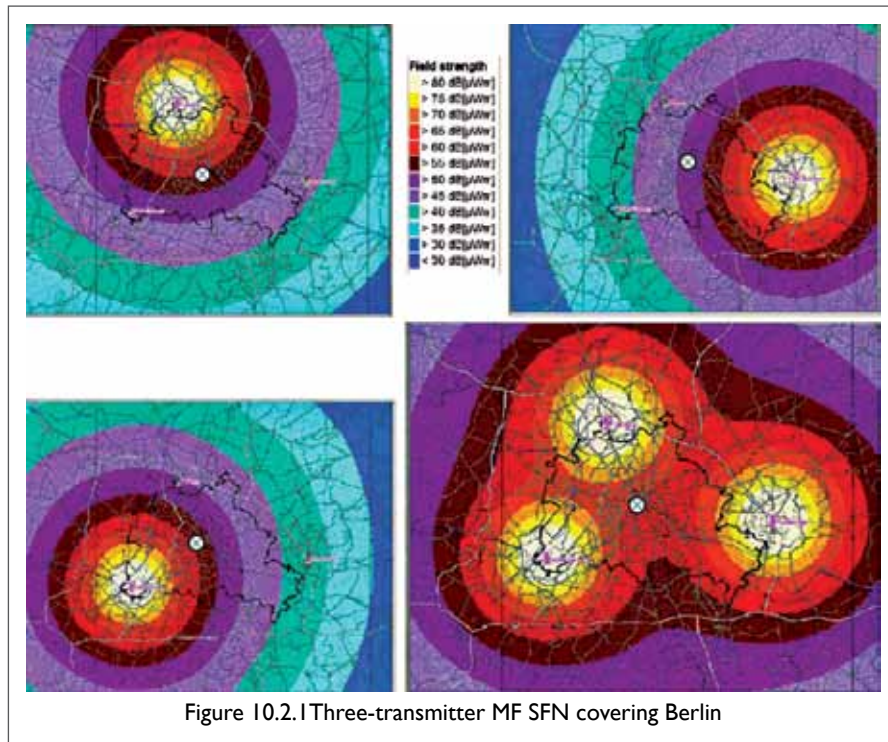 Field strength
> 80 dB[µV/m]
> 75 dB[µV/m]
> 70 dB[µV/m]
> 65 dB[µV/m]
> 60 dB[µV/m]
> 55 dB[µV/m]
> 50 dB[µV/m]
> 45 dB[µV/m]
> 40 dB[µV/m]
> 35 dB[µV/m]
> 30 dB[µV/m]
< 30 dB[µV/m]
Figure 10.2.1Three-transmitter MF SFN covering Berlin